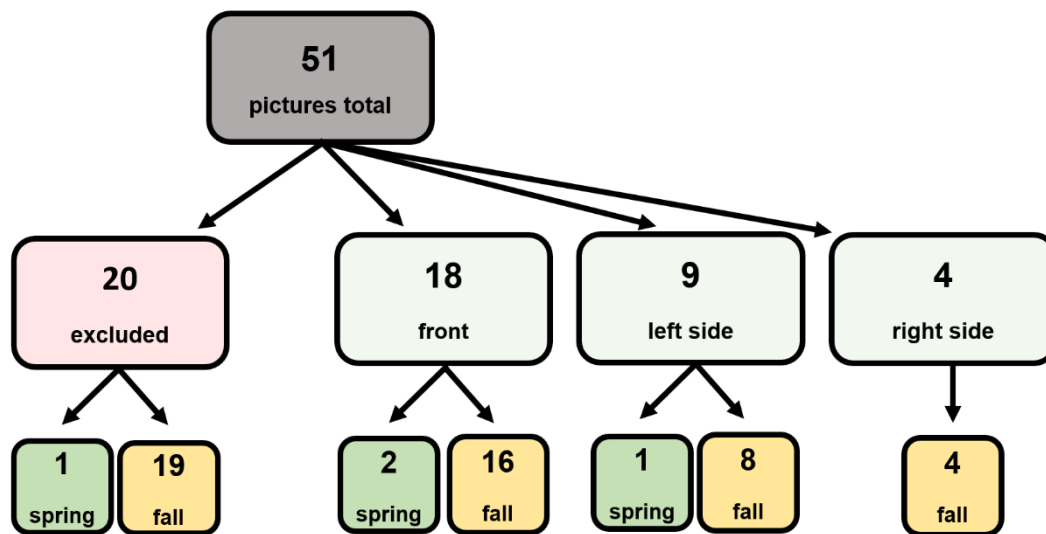 51
pictures total
20
excluded
18
front
9
left side
4
right side
1
spring
19
fall
2
spring
16
fall
1
spring
8
fall
4
fall